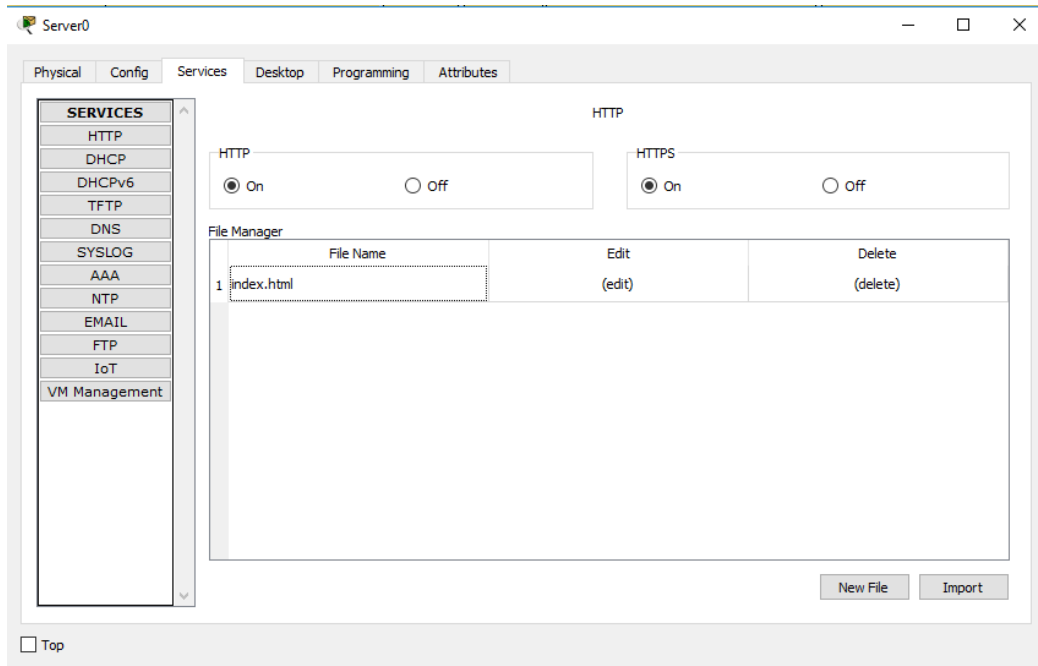 Server0
Physical Config Services Desktop Programming Attributes
SERVICES
HTTP
DHCP
DHCPv6
TFTP
DNS
SYSLOG
AAA
NTP
EMAIL
FTP
IoT
VM Management
HTTP
HTTP
On Off
HTTPS
On Off
File Manager
File Name Edit Delete
1 index.html (edit) (delete)
New File Import
Top